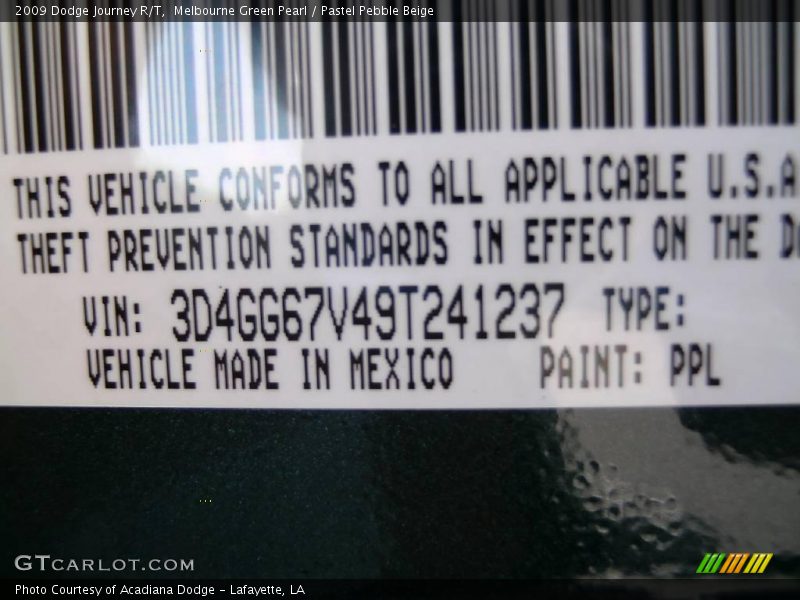 2009 Dodge Journey R/T,  Melbourne Green Pearl / Pastel Pebble Beige
THIS VEHICLE CONFORMS TO ALL APPLICABLE U.S.A
THEFT PREVENTION STANDARDS IN EFFECT ON THE
VIN: 3D4GG67V49T241237 TYPE:
VEHICLE MADE IN MEXICO PAINT: PPL
GTCARLOT.COM
Photo Courtesy of Acadiana Dodge - Lafayette, LA